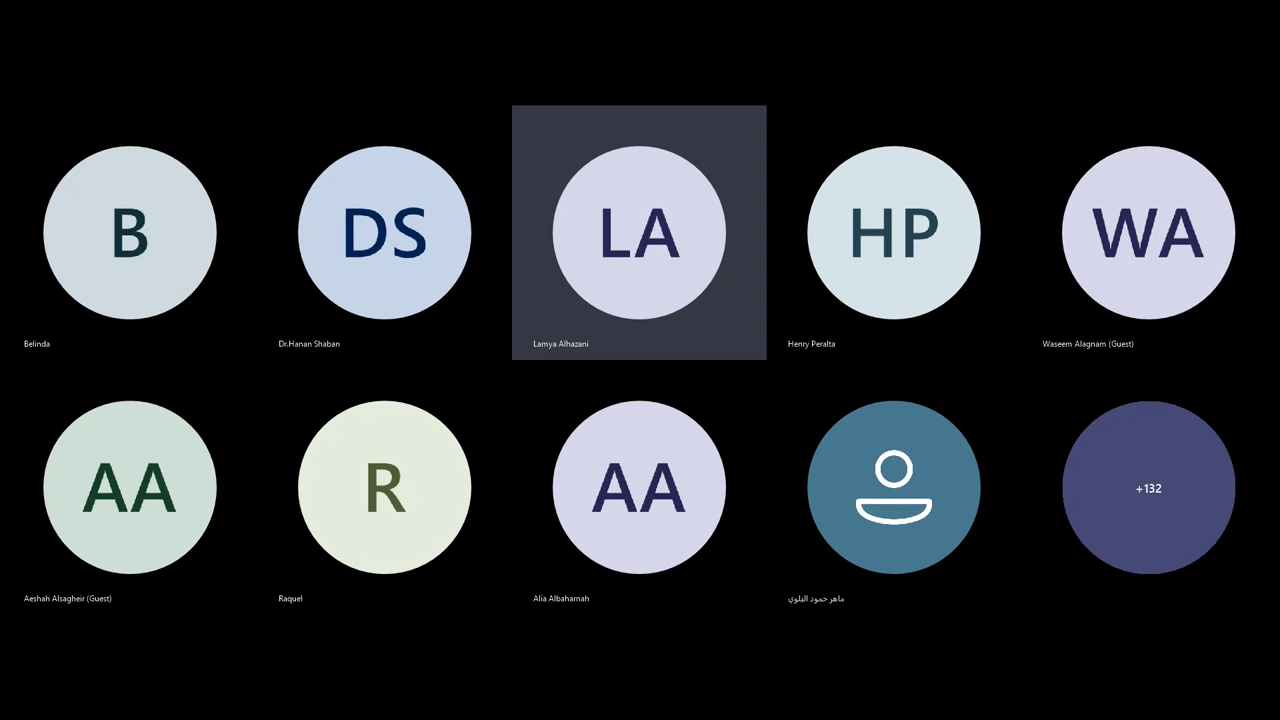 B
DS
LA
HP
WA
Belinda
Dr.Hanan Shaban
Lamya Alhazani
Henry Peralta
Waseem Alagnam (Guest)
AA
R
AA
+132
Aeshah Alsagheir (Guest)
Raquel
Alia Albaharnah
ماهر حمود البلوي